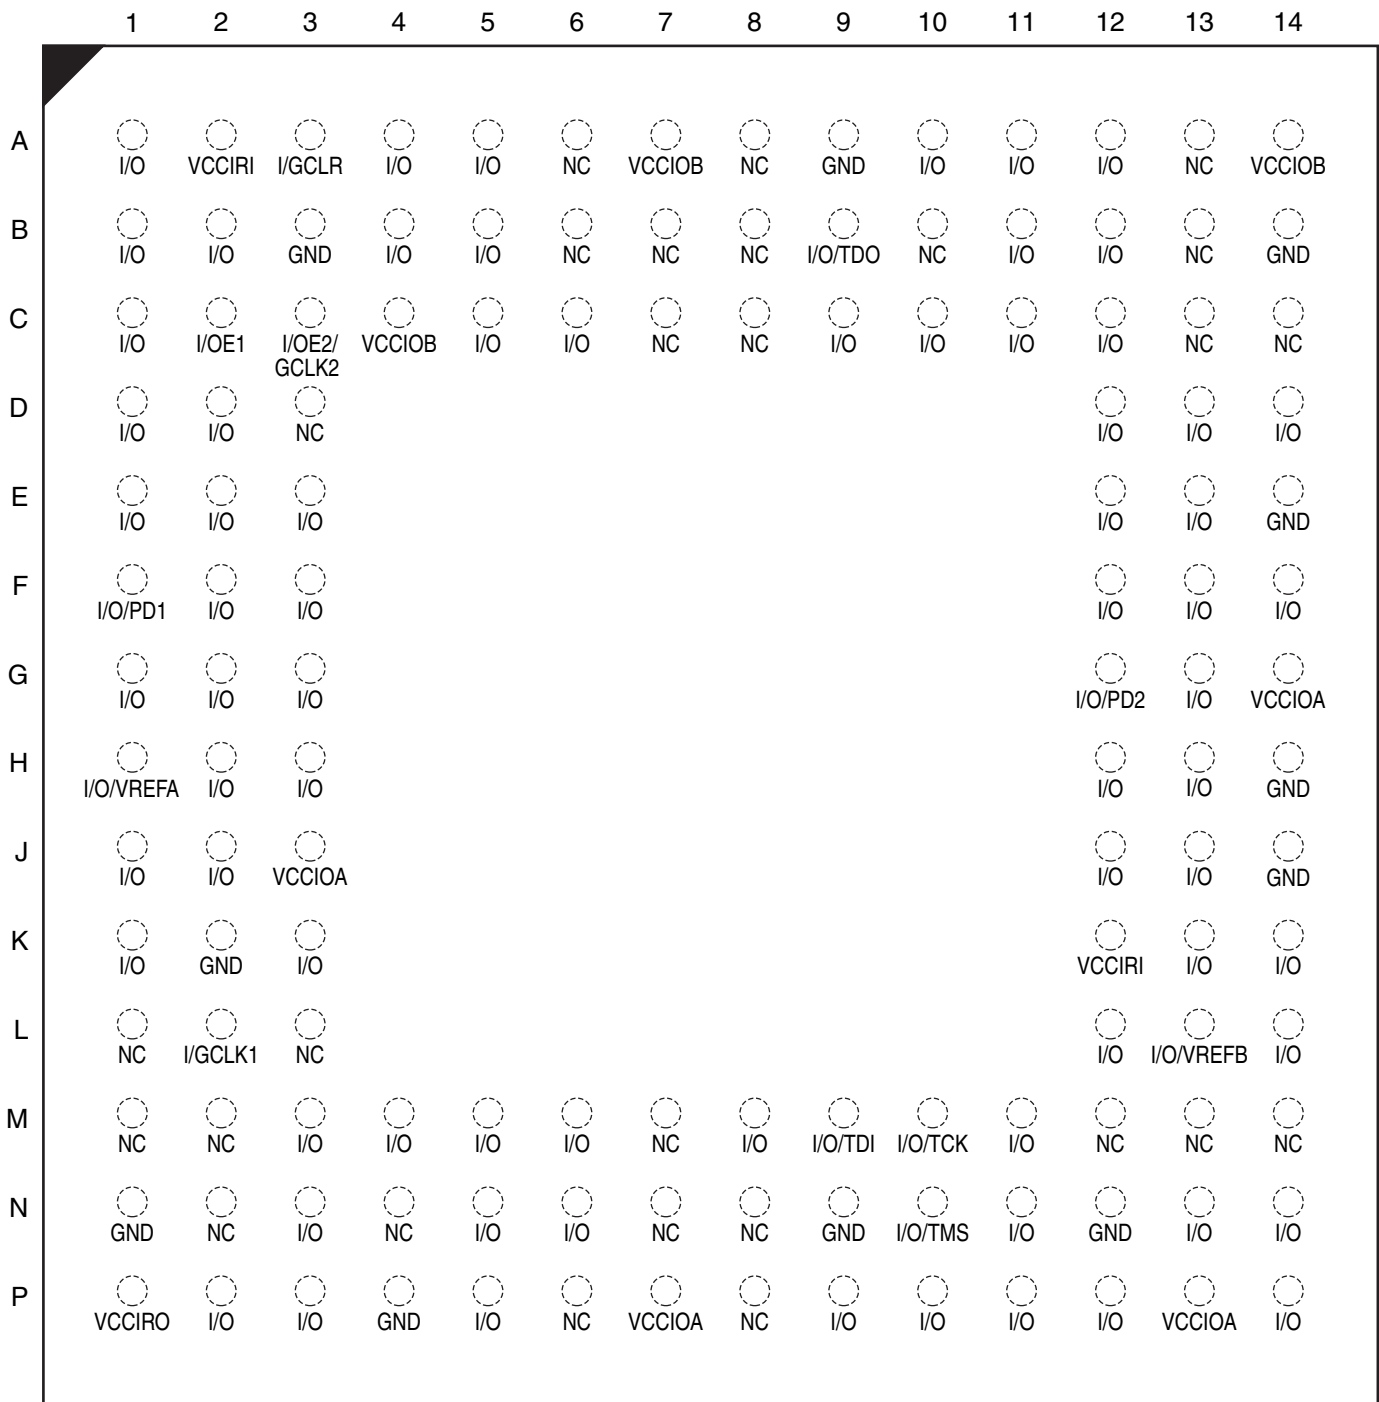 1 2 3 4 5 6 7 8 9 10 11 12 13 14
A
I/O VCCIRI I/GCLR I/O I/O NC VCCIOB NC GND I/O I/O I/O NC VCCIOB
B
I/O I/O GND I/O I/O NC NC NC I/O/TDO NC I/O I/O NC GND
C
I/O I/OE1 I/OE2/ VCCIOB I/O I/O NC NC I/O I/O I/O I/O NC NC
GCLK2
D
I/O I/O NC I/O I/O I/O
E
I/O I/O I/O I/O I/O GND
F
I/O/PD1 I/O I/O I/O I/O I/O
G
I/O I/O I/O I/O/PD2 I/O VCCIOA
H
I/O/VREFA I/O I/O I/O I/O GND
J
I/O I/O VCCIOA I/O I/O GND
K
I/O GND I/O VCCIRI I/O I/O
L
NC I/GCLK1 NC I/O I/O/VREFB I/O
M
NC NC I/O I/O I/O I/O NC I/O I/O/TDI I/O/TCK I/O NC NC NC
N
GND NC I/O NC I/O I/O NC NC GND I/O/TMS I/O GND I/O I/O
P
VCCIRO I/O I/O GND I/O NC VCCIOA NC I/O I/O I/O I/O VCCIOA I/O